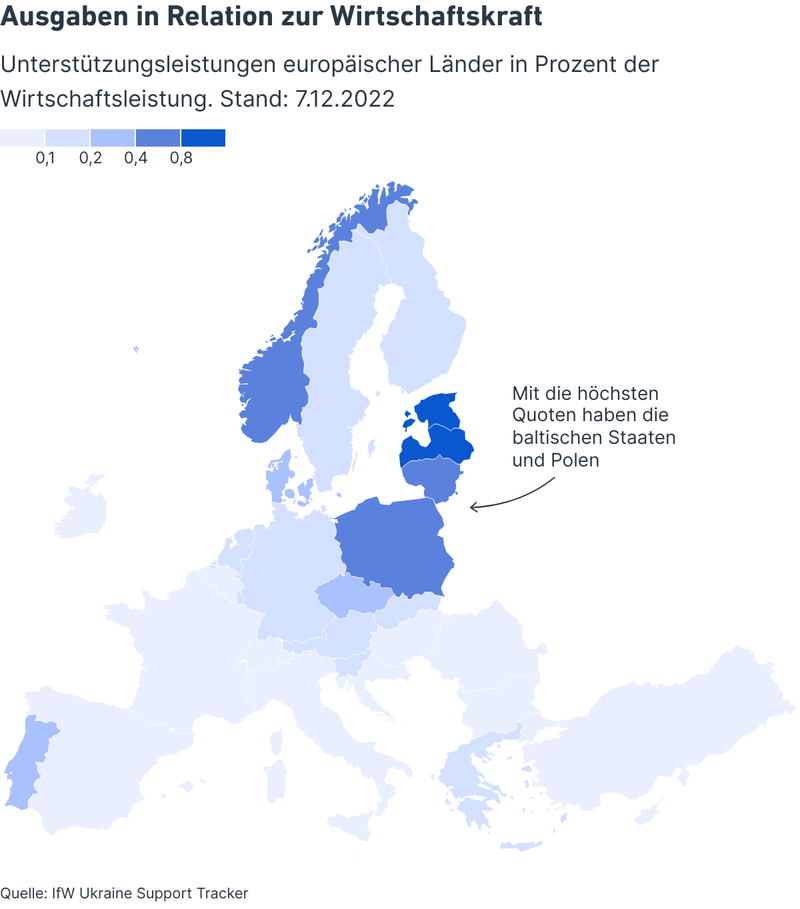 Ausgaben in Relation zur Wirtschaftskraft
Unterstützungsleistungen europäischer Länder in Prozent der
Wirtschaftsleistung. Stand: 7.12.2022
0,1 0,2 0,4 0,8
Mit die höchsten
Quoten haben die
baltischen Staaten
und Polen
Quelle: IfW Ukraine Support Tracker